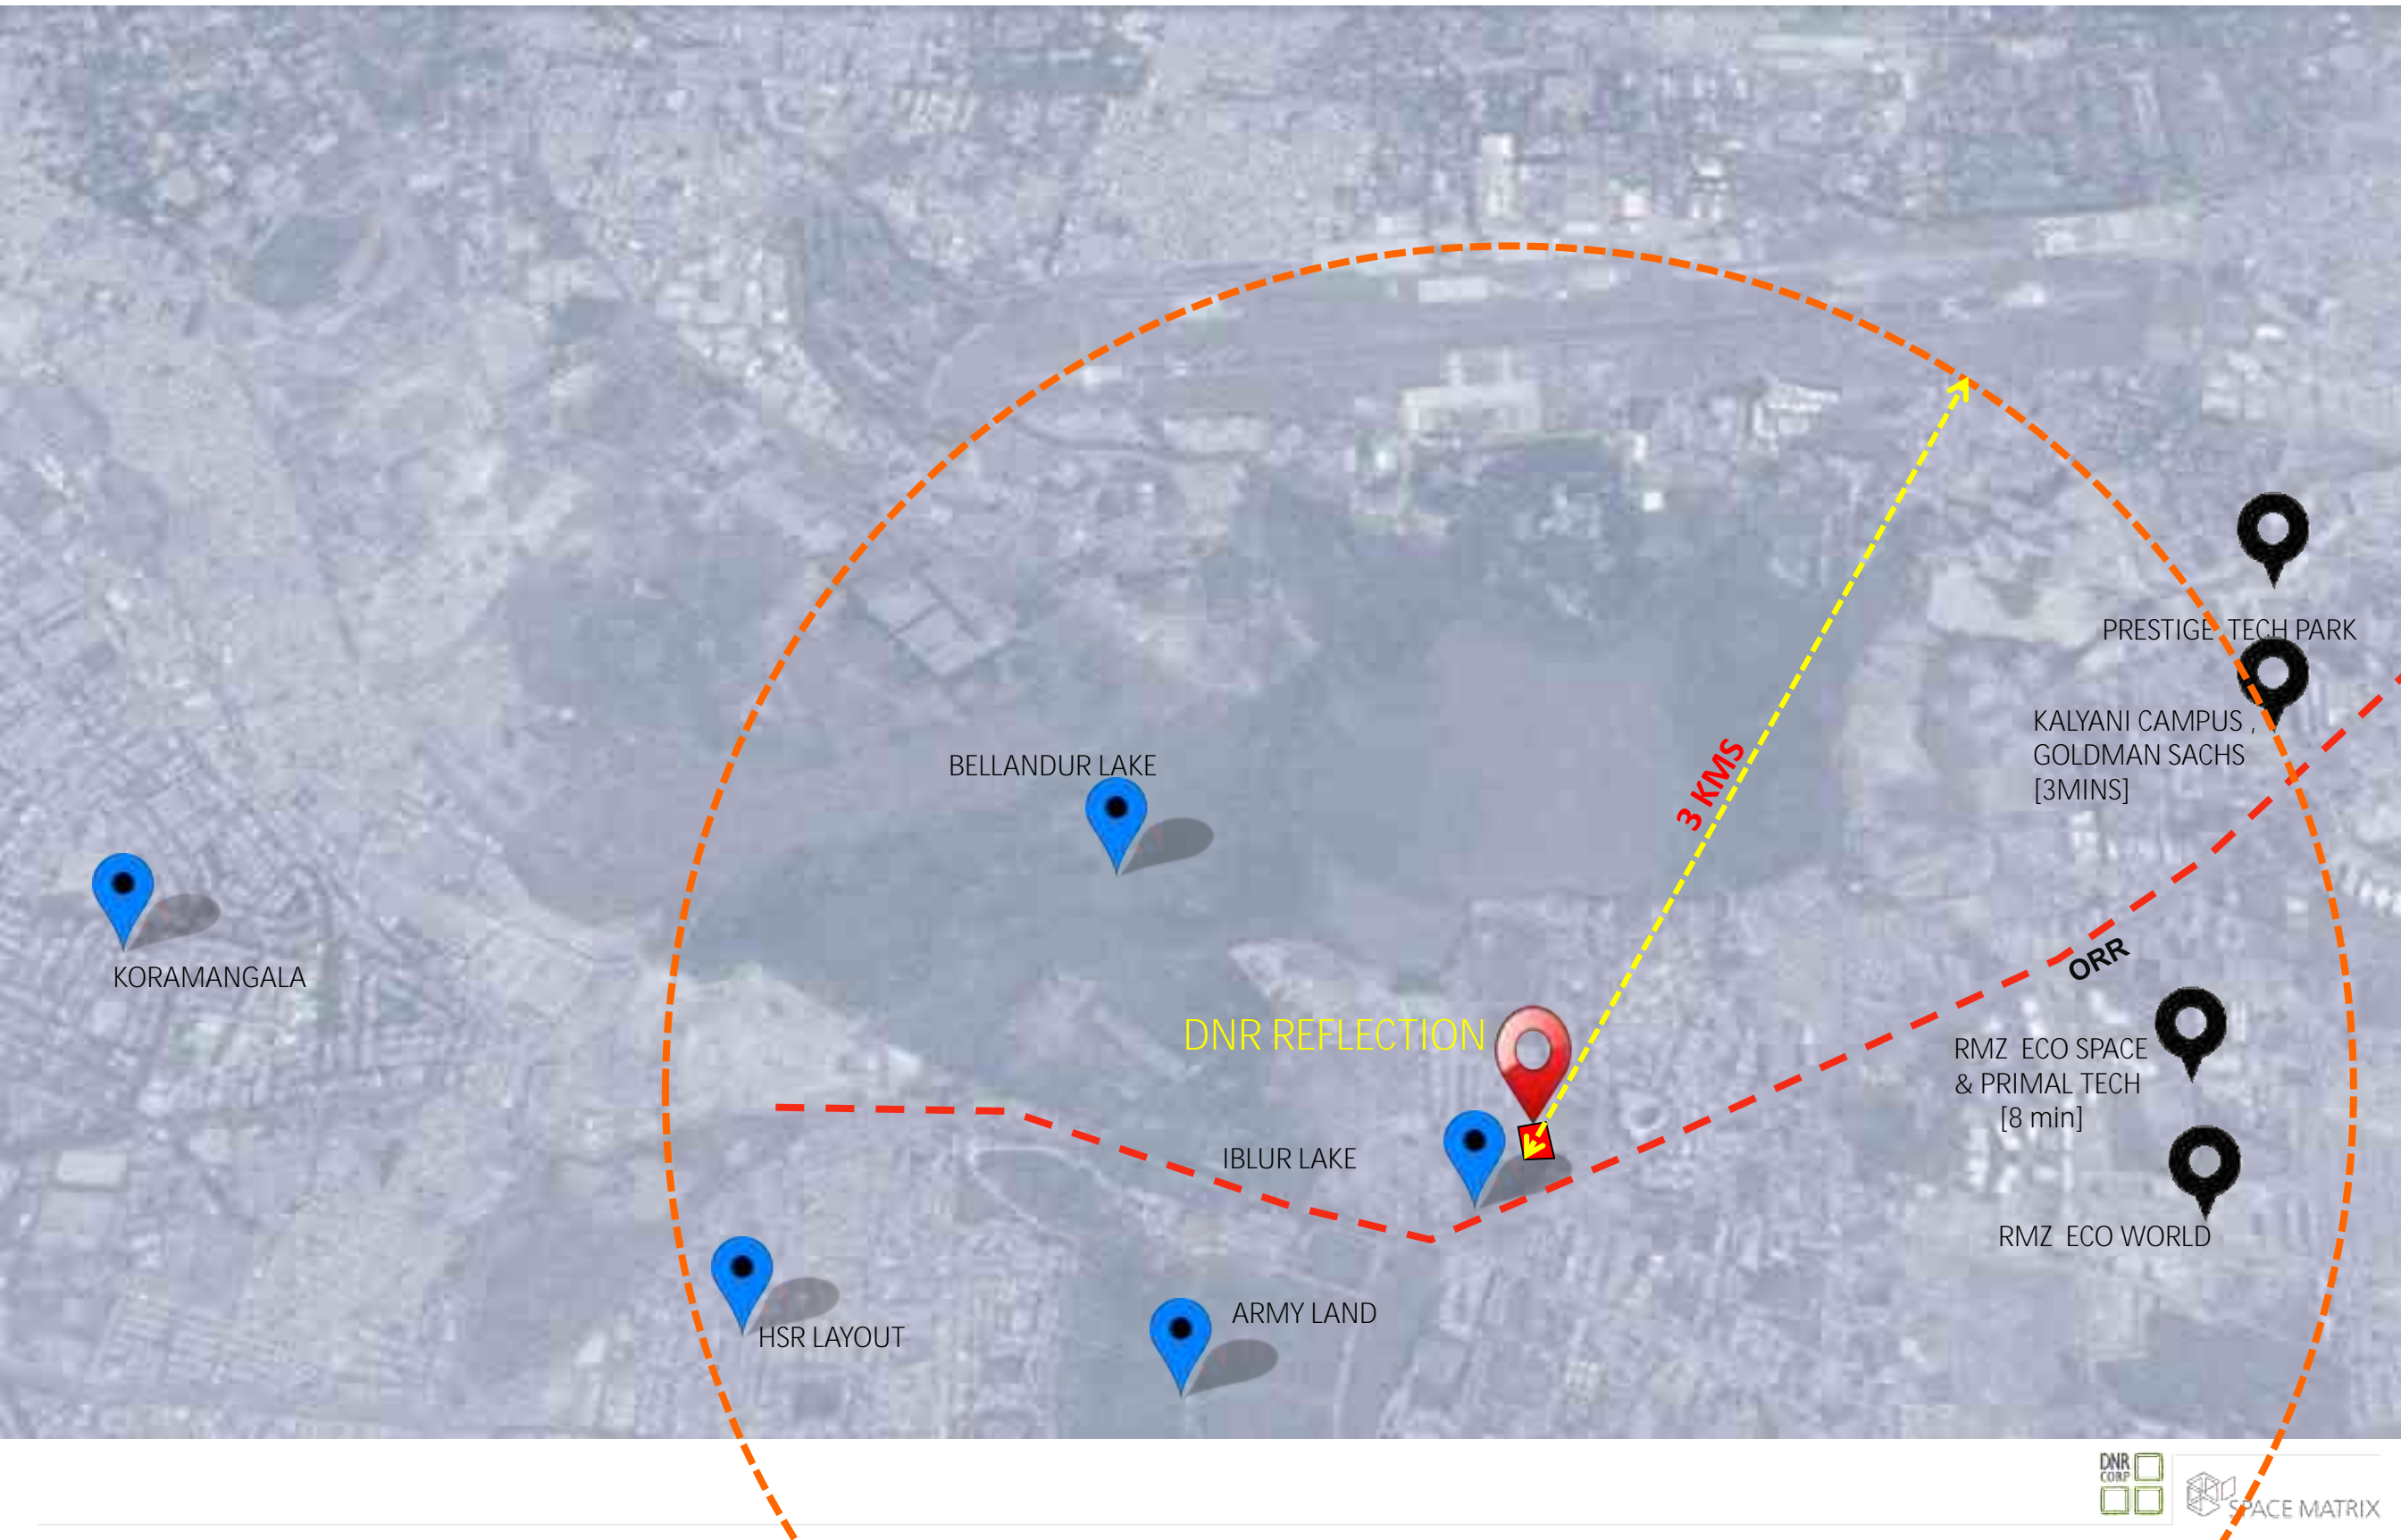 PRESTIGE TECH PARK
KALYANI CAMPUS ,
GOLDMAN SACHS
[3MINS]
BELLANDUR LAKE
3 KMS
KORAMANGALA
ORR
DNR REFLECTION
RMZ ECO SPACE
& PRIMAL TECH
[8 min]
IBLUR LAKE
RMZ ECO WORLD
ARMY LAND
HSR LAYOUT
DNR
CORP
SPACE MATRIX